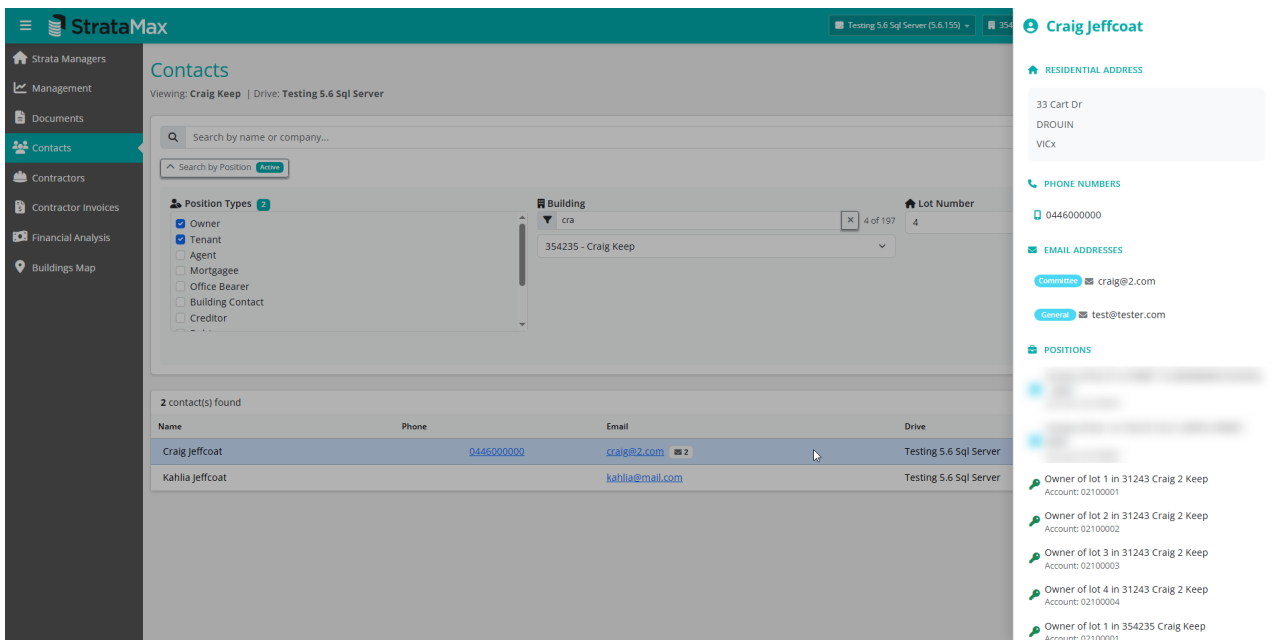 StrataMax
Testing 5.6 Sql Server (5.6.155)
354
Strata Managers
Management
Documents
Contacts
Contractors
Contractor Invoices
Financial Analysis
Buildings Map
Contacts
Viewing: Craig Keep | Drive: Testing 5.6 Sql Server
Search by name or company...
Search by Position Active
Position Types 2
Owner
Tenant
Agent
Mortgagee
Office Bearer
Building Contact
Creditor
Building
cra
4 of 197
354235 - Craig Keep
Lot Number
4
2 contact(s) found
Name Phone Email Drive
Craig Jeffcoat 0446000000 craig@2.com 2 Testing 5.6 Sql Server
Kahlia Jeffcoat kahlia@mail.com Testing 5.6 Sql Server
Craig Jeffcoat
RESIDENTIAL ADDRESS
33 Cart Dr
DROUIN
VICx
PHONE NUMBERS
0446000000
EMAIL ADDRESSES
Committee craig@2.com
General test@tester.com
POSITIONS
Owner of lot 1 in 31243 Craig 2 Keep
Account: 02100001
Owner of lot 2 in 31243 Craig 2 Keep
Account: 02100002
Owner of lot 3 in 31243 Craig 2 Keep
Account: 02100003
Owner of lot 4 in 31243 Craig 2 Keep
Account: 02100004
Owner of lot 1 in 354235 Craig Keep
Account: 02100001